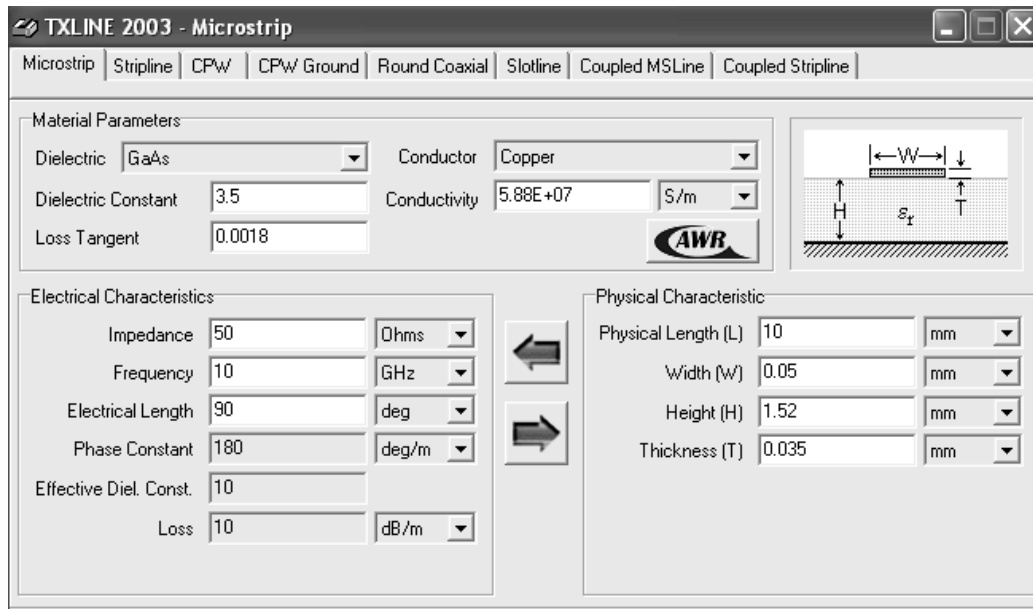 TXLINE 2003 - Microstrip
Microstrip Stripline CPW CPW Ground Round Coaxial Slotline Coupled MSLine Coupled Stripline
Material Parameters
Dielectric GaAs Conductor Copper
Dielectric Constant 3.5 Conductivity 5.88E+07 S/m
Loss Tangent 0.0018 AWR
W
H εr T
Electrical Characteristics
Impedance 50 Ohms
Frequency 10 GHz
Electrical Length 90 deg
Phase Constant 180 deg/m
Effective Diel. Const. 10
Loss 10 dB/m
Physical Characteristic
Physical Length (L) 10 mm
Width (W) 0.05 mm
Height (H) 1.52 mm
Thickness (T) 0.035 mm